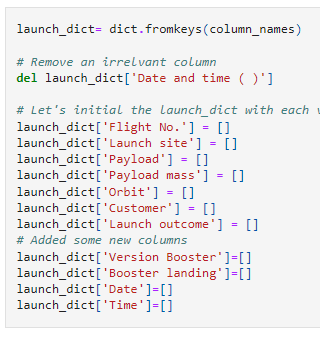 launch_dict= dict.fromkeys(column_names)
# Remove an irrelvant column
del launch_dict['Date and time ( )']
# Let's initial the launch_dict with each
launch_dict['Flight No.'] = []
launch_dict['Launch site'] = []
launch_dict['Payload'] = []
launch_dict['Payload mass'] = []
launch_dict['Orbit'] = []
launch_dict['Customer'] = []
launch_dict['Launch outcome'] = []
# Added some new columns
launch_dict['Version Booster']=[]
launch_dict['Booster landing']=[]
launch_dict['Date']=[]
launch_dict['Time']=[]